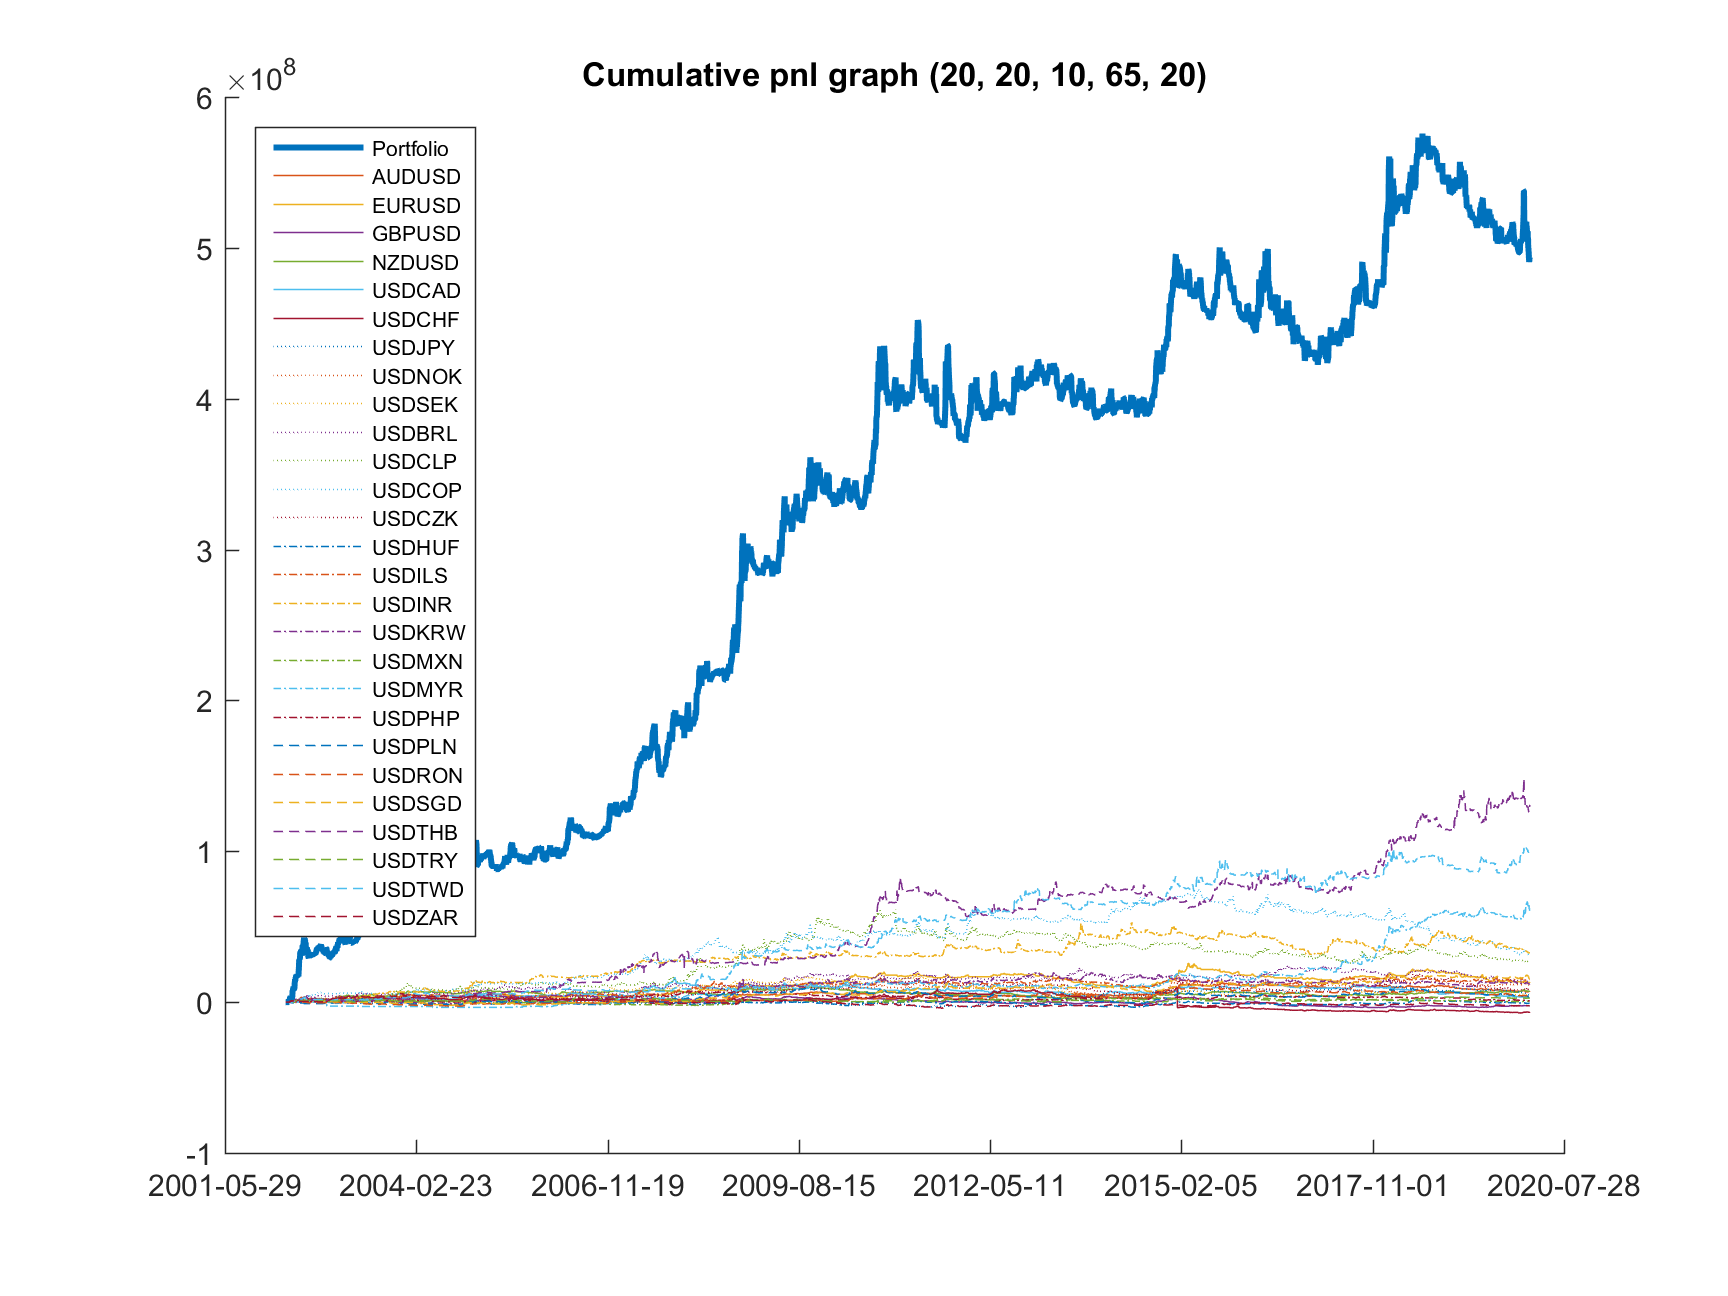 Cumulative pnl graph (20, 20, 10, 65, 20)
×10^8
6
5
4
3
2
1
0
-1
Portfolio
AUDUSD
EURUSD
GBPUSD
NZDUSD
USDCAD
USDCHF
USDJPY
USDNOK
USDSEK
USDBRL
USDCLP
USDCOP
USDCZK
USDHUF
USDILS
USDINR
USDKRW
USDMXN
USDMYR
USDPHP
USDPLN
USDRON
USDSGD
USDTHB
USDTRY
USDTWD
USDZAR
2001-05-29 2004-02-23 2006-11-19 2009-08-15 2012-05-11 2015-02-05 2017-11-01 2020-07-28